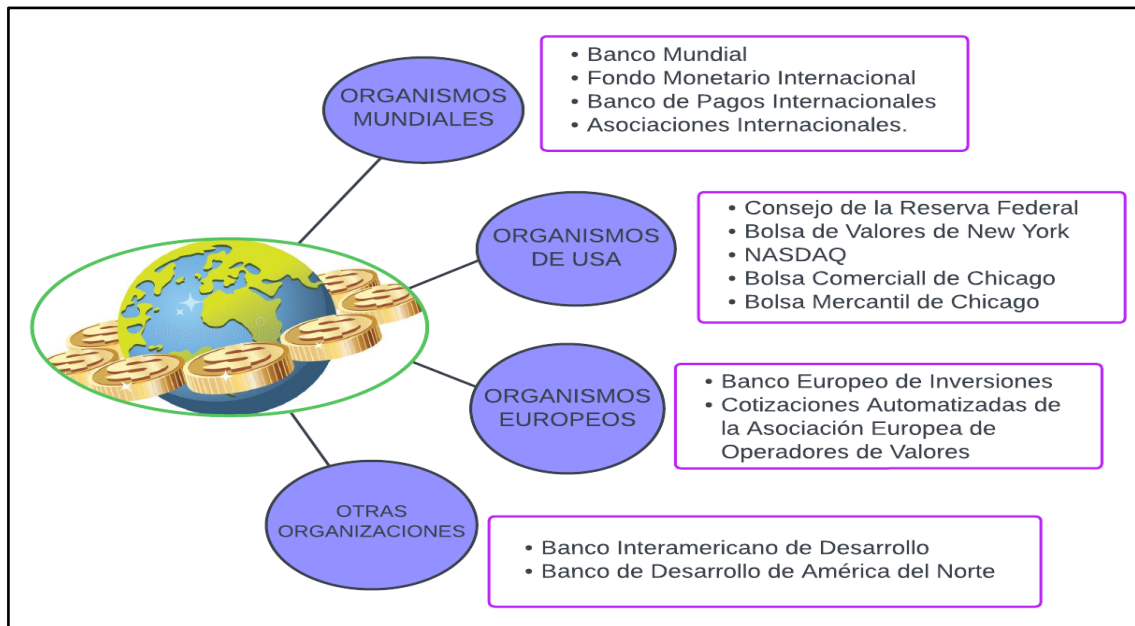 ORGANISMOS
MUNDIALES
• Banco Mundial
• Fondo Monetario Internacional
• Banco de Pagos Internacionales
• Asociaciones Internacionales.
ORGANISMOS
DE USA
• Consejo de la Reserva Federal
• Bolsa de Valores de New York
• NASDAQ
• Bolsa Comerciall de Chicago
• Bolsa Mercantil de Chicago
ORGANISMOS
EUROPEOS
• Banco Europeo de Inversiones
• Cotizaciones Automatizadas de
la Asociación Europea de
Operadores de Valores
OTRAS
ORGANIZACIONES
• Banco Interamericano de Desarrollo
• Banco de Desarrollo de América del Norte